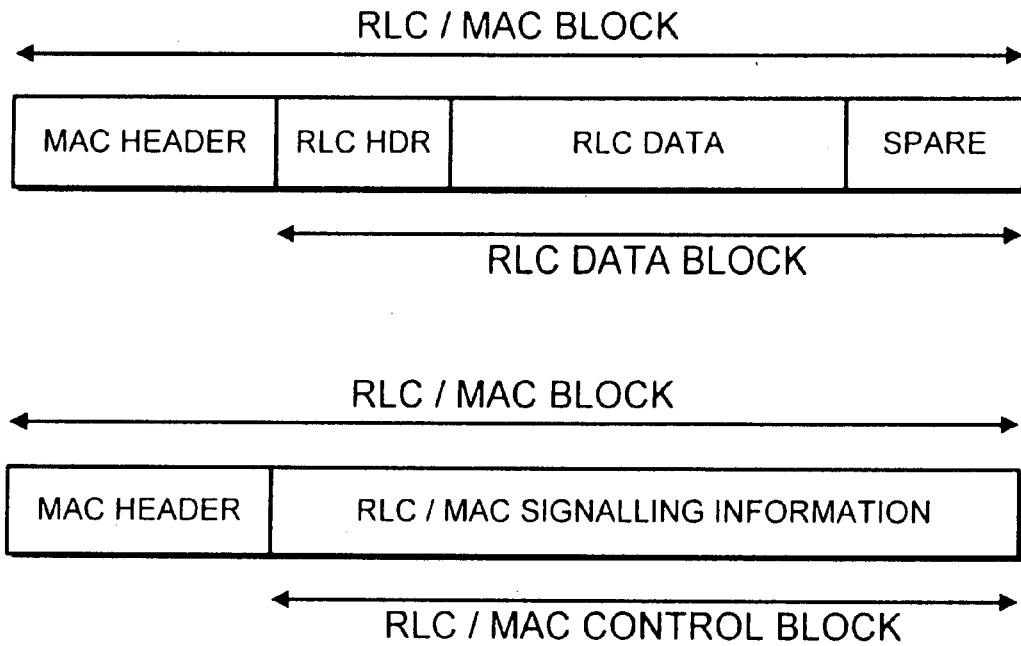 RLC / MAC BLOCK
MAC HEADER RLC HDR RLC DATA SPARE
RLC DATA BLOCK
RLC / MAC BLOCK
MAC HEADER RLC / MAC SIGNALLING INFORMATION
RLC / MAC CONTROL BLOCK